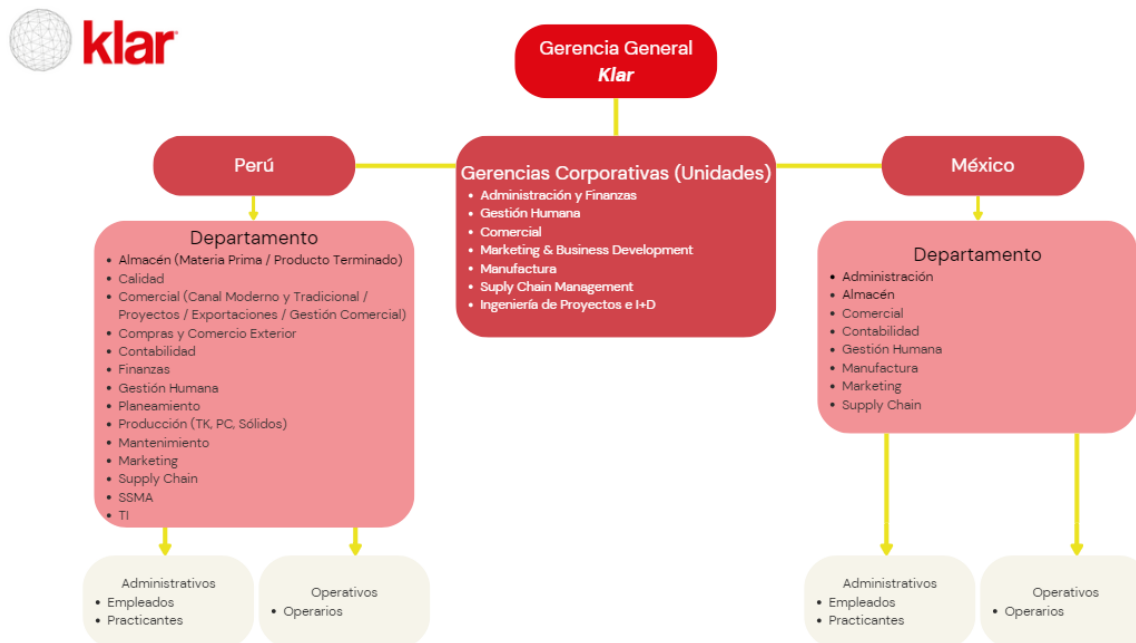 klar
Gerencia General
Klar
Perú
Gerencias Corporativas (Unidades)
• Administración y Finanzas
• Gestión Humana
• Comercial
• Marketing & Business Development
• Manufactura
• Suply Chain Management
• Ingeniería de Proyectos e I+D
México
Departamento
• Almacén (Materia Prima / Producto Terminado)
• Calidad
• Comercial (Canal Moderno y Tradicional /
Proyectos / Exportaciones / Gestión Comercial)
• Compras y Comercio Exterior
• Contabilidad
• Finanzas
• Gestión Humana
• Planeamiento
• Producción (TK, PC, Sólidos)
• Mantenimiento
• Marketing
• Supply Chain
• SSMA
• TI
Departamento
• Administración
• Almacén
• Comercial
• Contabilidad
• Gestión Humana
• Manufactura
• Marketing
• Supply Chain
Administrativos
• Empleados
• Practicantes
Operativos
• Operarios
Administrativos
• Empleados
• Practicantes
Operativos
• Operarios